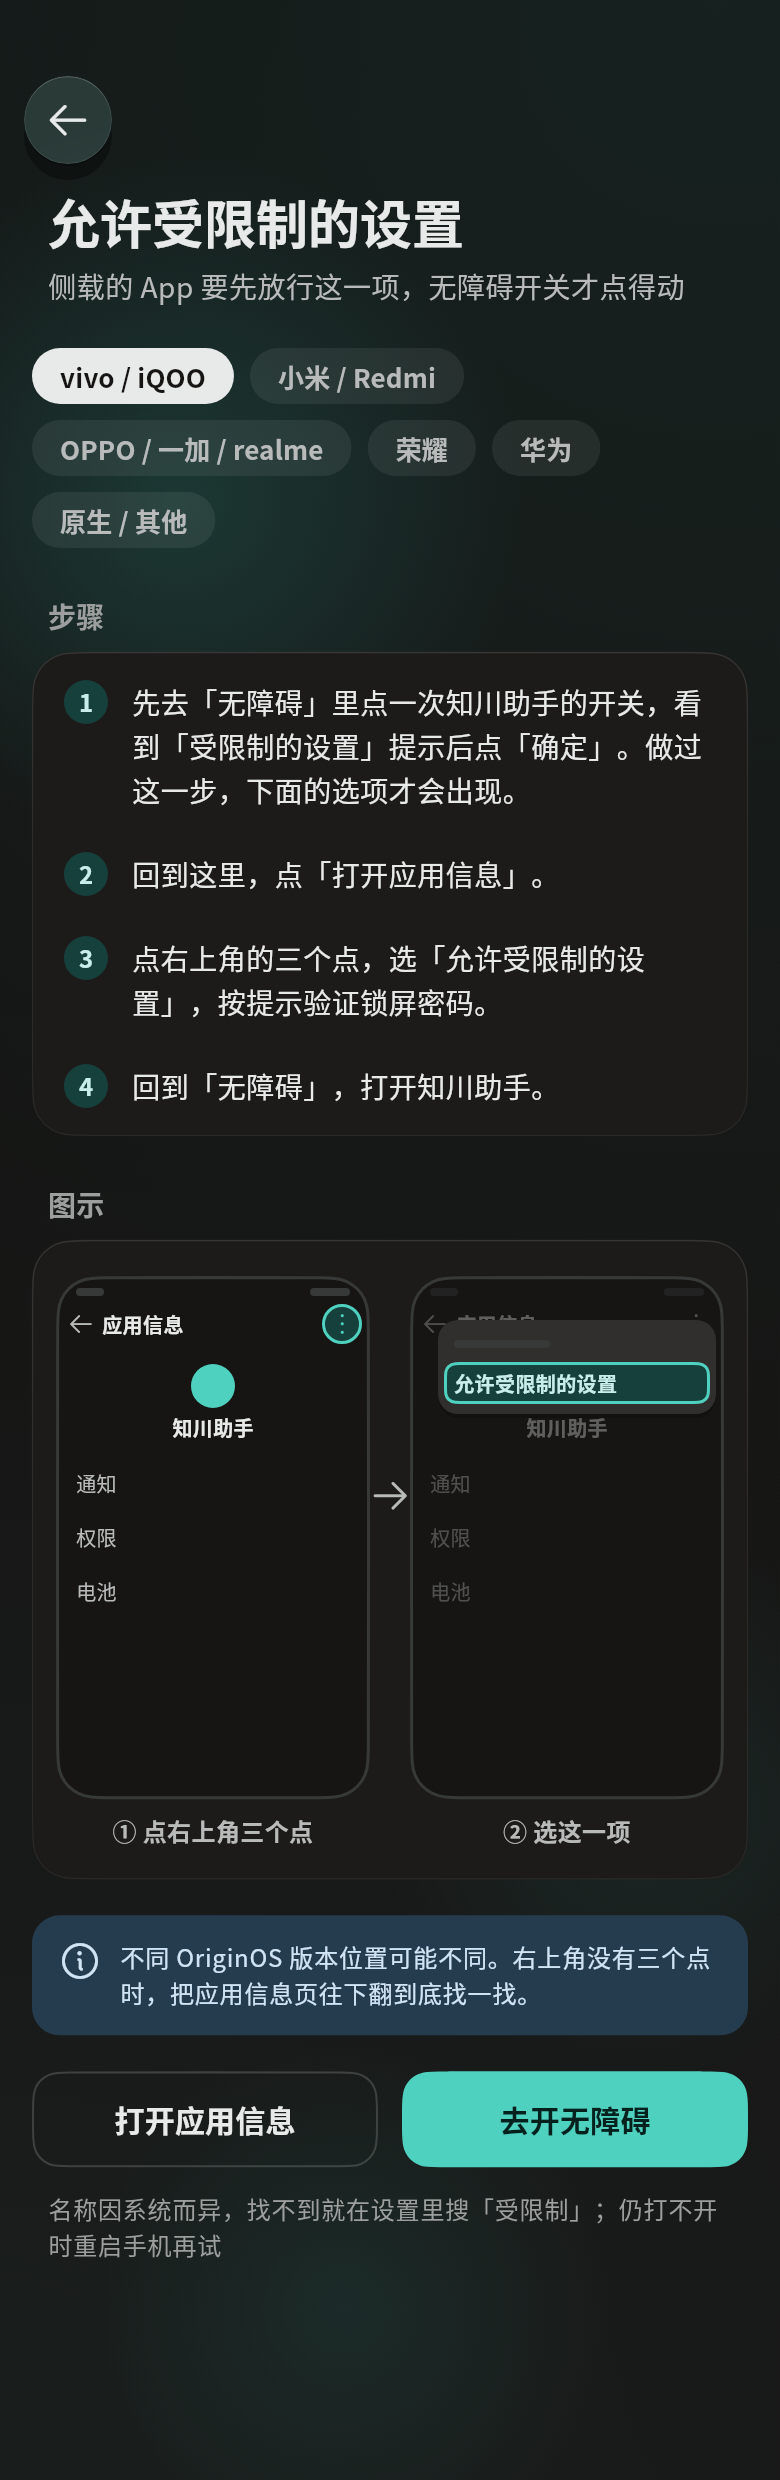 允许受限制的设置
侧载的 App 要先放行这一项，无障碍开关才点得动
vivo / iQOO
小米 / Redmi
OPPO / 一加 / realme
荣耀
华为
原生 / 其他
步骤
1 先去「无障碍」里点一次知川助手的开关，看
到「受限制的设置」提示后点「确定」。做过
这一步，下面的选项才会出现。
2 回到这里，点「打开应用信息」。
3 点右上角的三个点，选「允许受限制的设
置」，按提示验证锁屏密码。
4 回到「无障碍」，打开知川助手。
图示
应用信息
知川助手
通知
权限
电池
① 点右上角三个点
应用信息
允许受限制的设置
知川助手
通知
权限
电池
② 选这一项
不同 OriginOS 版本位置可能不同。右上角没有三个点
时，把应用信息页往下翻到底找一找。
打开应用信息
去开无障碍
名称因系统而异，找不到就在设置里搜「受限制」；仍打不开
时重启手机再试